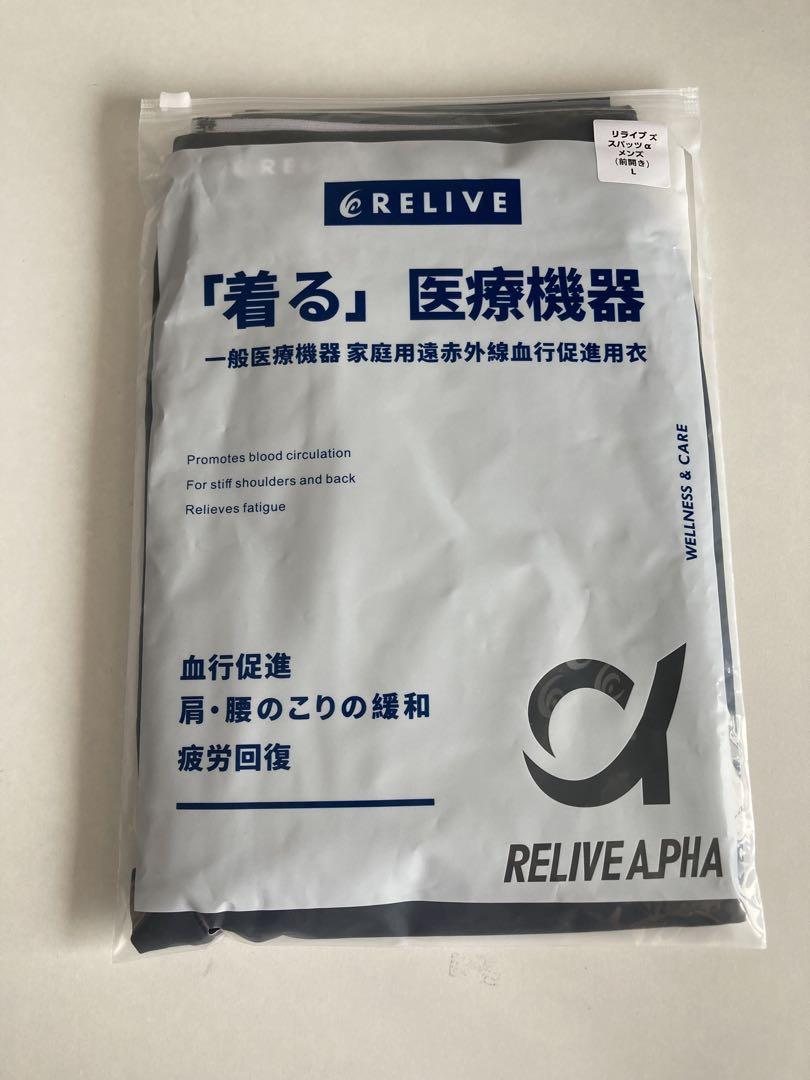 リライブ ズ
スパッツ α
メンズ
(前開き)
L
RELIVE
「着る」医療機器
一般医療機器 家庭用遠赤外線血行促進用衣
Promotes blood circulation
For stiff shoulders and back
Relieves fatigue
WELLNESS & CARE
血行促進
肩・腰のこりの緩和
疲労回復
α
RELIVE A_PHA